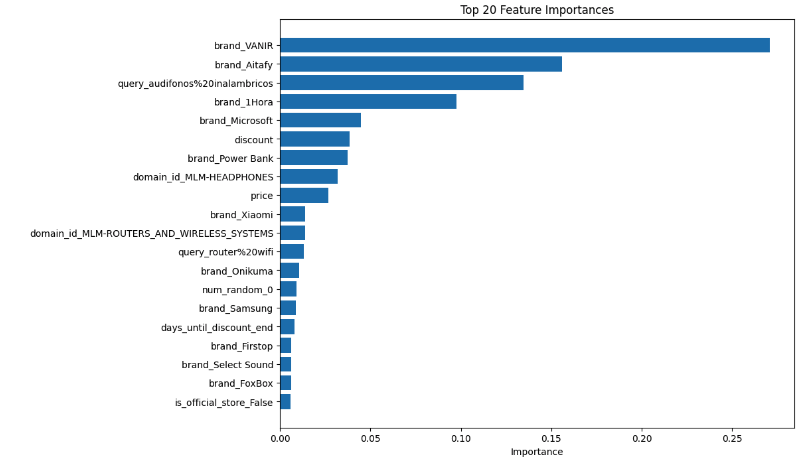 Top 20 Feature Importances
brand_VANIR
brand_Aitafy
query_audifonos%20inalambricos
brand_1Hora
brand_Microsoft
discount
brand_Power Bank
domain_id_MLM-HEADPHONES
price
brand_Xiaomi
domain_id_MLM-ROUTERS_AND_WIRELESS_SYSTEMS
query_router%20wifi
brand_Onikuma
num_random_0
brand_Samsung
days_until_discount_end
brand_Firstop
brand_Select Sound
brand_FoxBox
is_official_store_False
0.00 0.05 0.10 0.15 0.20 0.25
Importance